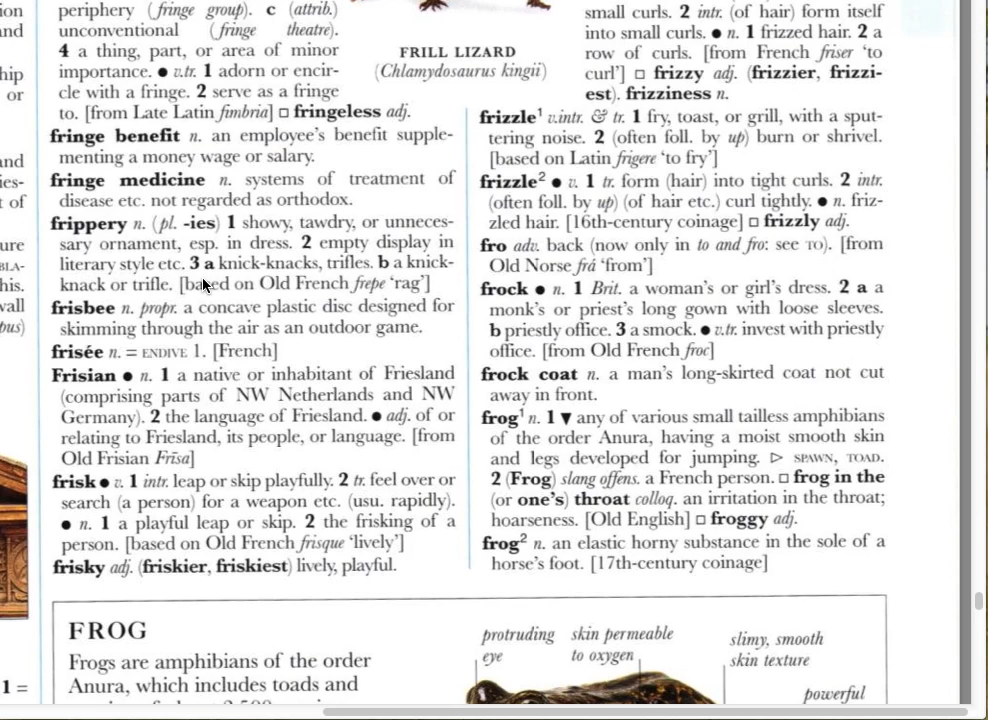 ion
and
hip
or
and
ies-
t of
ure
BLA-
his.
vall
pus)
1 =
periphery (fringe group). c (attrib.)
unconventional (fringe theatre).
4 a thing, part, or area of minor
importance. ● v.tr. 1 adorn or encir-
cle with a fringe. 2 serve as a fringe
to. [from Late Latin fimbria] □ fringeless adj.
fringe benefit n. an employee's benefit supple-
menting a money wage or salary.
fringe medicine n. systems of treatment of
disease etc. not regarded as orthodox.
frippery n. (pl. -ies) 1 showy, tawdry, or unneces-
sary ornament, esp. in dress. 2 empty display in
literary style etc. 3 a knick-knacks, trifles. b a knick-
knack or trifle. [based on Old French frepe 'rag']
frisbee n. propr. a concave plastic disc designed for
skimming through the air as an outdoor game.
frisée n. = ENDIVE 1. [French]
Frisian ● n. 1 a native or inhabitant of Friesland
(comprising parts of NW Netherlands and NW
Germany). 2 the language of Friesland. ● adj. of or
relating to Friesland, its people, or language. [from
Old Frisian Frīsa]
frisk ● v. 1 intr. leap or skip playfully. 2 tr. feel over or
search (a person) for a weapon etc. (usu. rapidly).
● n. 1 a playful leap or skip. 2 the frisking of a
person. [based on Old French frisque 'lively']
frisky adj. (friskier, friskiest) lively, playful.
FRILL LIZARD
(Chlamydosaurus kingii)
small curls. 2 intr. (of hair) form itself
into small curls. ● n. 1 frizzed hair. 2 a
row of curls. [from French friser 'to
curl'] □ frizzy adj. (frizzier, frizzi-
est). frizziness n.
frizzle¹ v.intr. & tr. 1 fry, toast, or grill, with a sput-
tering noise. 2 (often foll. by up) burn or shrivel.
[based on Latin frigere 'to fry']
frizzle² ● v. 1 tr. form (hair) into tight curls. 2 intr.
(often foll. by up) (of hair etc.) curl tightly. ● n. friz-
zled hair. [16th-century coinage] □ frizzly adj.
fro adv. back (now only in to and fro: see TO). [from
Old Norse frá 'from']
frock ● n. 1 Brit. a woman's or girl's dress. 2 a a
monk's or priest's long gown with loose sleeves.
b priestly office. 3 a smock. ● v.tr. invest with priestly
office. [from Old French froc]
frock coat n. a man's long-skirted coat not cut
away in front.
frog¹ n. 1 ▼ any of various small tailless amphibians
of the order Anura, having a moist smooth skin
and legs developed for jumping. ▷ SPAWN, TOAD.
2 (Frog) slang offens. a French person. □ frog in the
(or one's) throat colloq. an irritation in the throat;
hoarseness. [Old English] □ froggy adj.
frog² n. an elastic horny substance in the sole of a
horse's foot. [17th-century coinage]
FROG
Frogs are amphibians of the order
Anura, which includes toads and
protruding
eye
skin permeable
to oxygen
slimy, smooth
skin texture
powerful